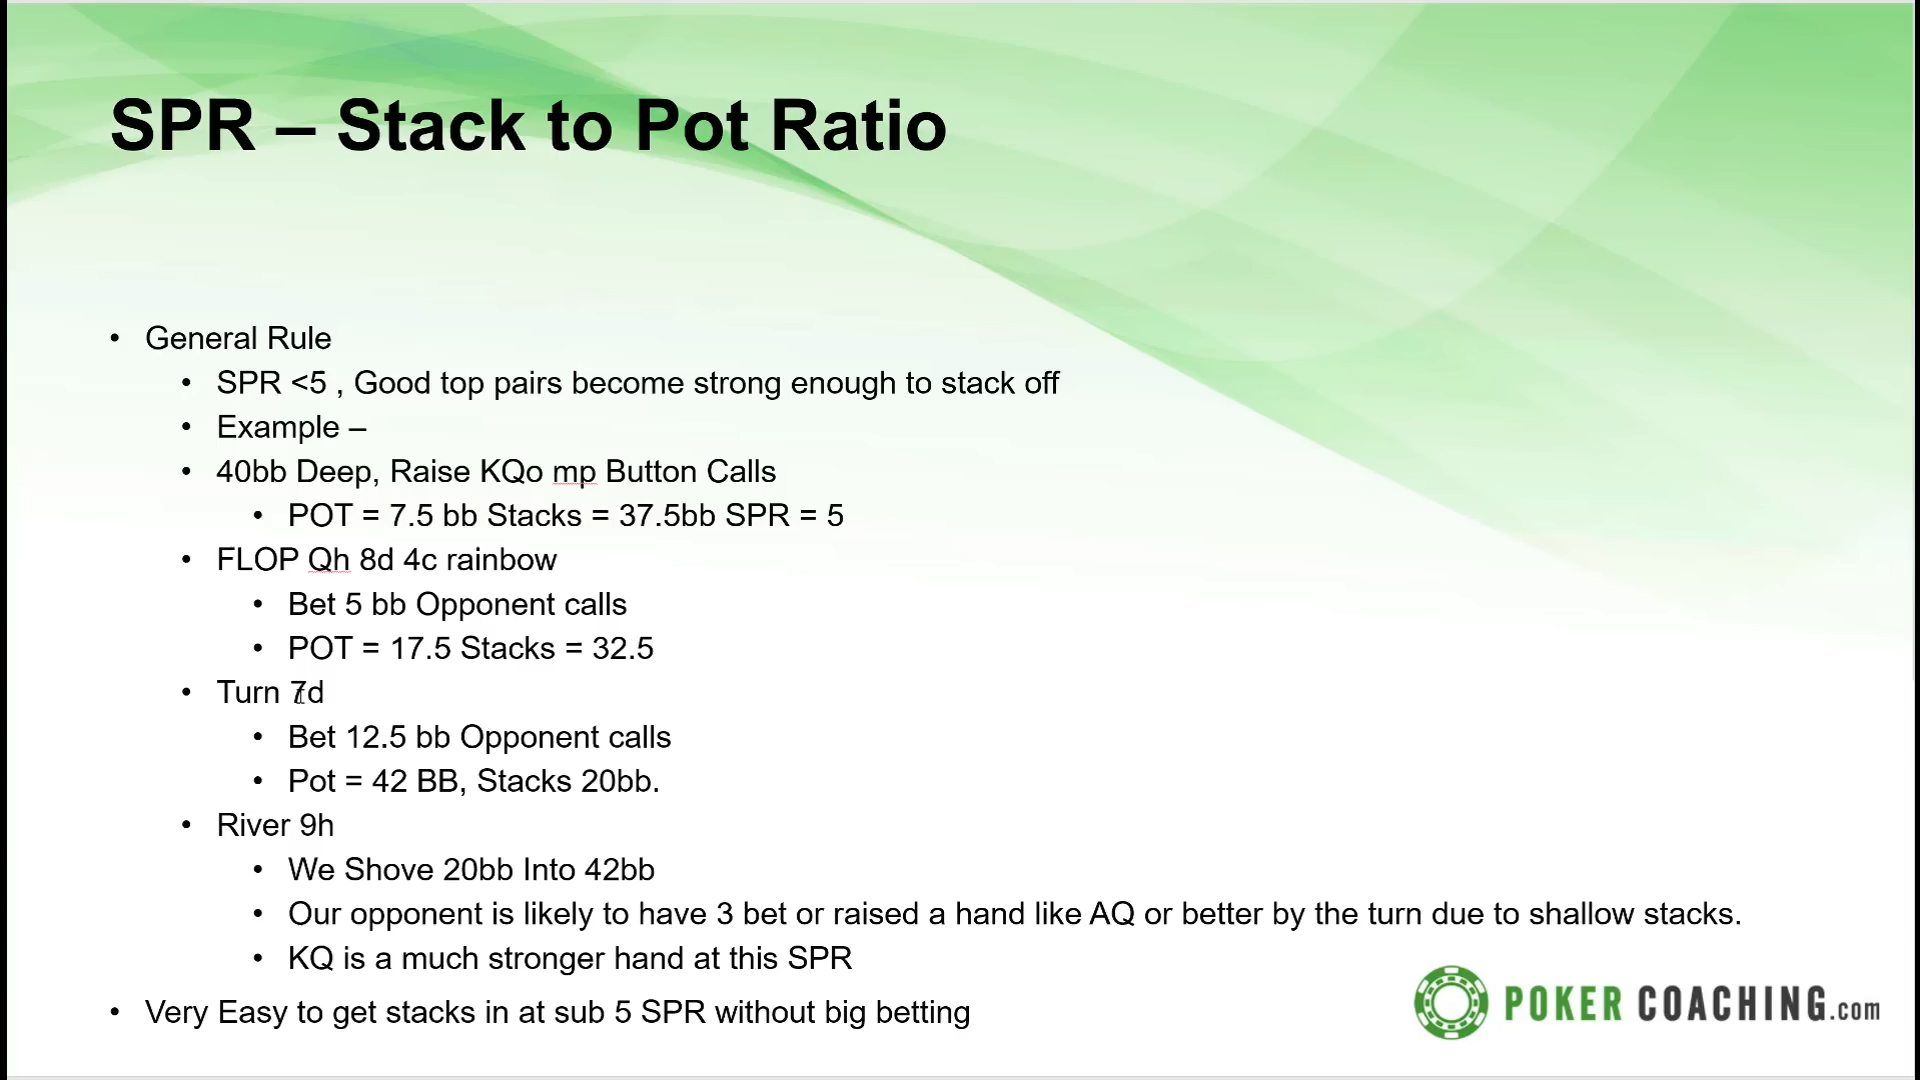 SPR – Stack to Pot Ratio
• General Rule
• SPR <5 , Good top pairs become strong enough to stack off
• Example –
• 40bb Deep, Raise KQo mp Button Calls
• POT = 7.5 bb Stacks = 37.5bb SPR = 5
• FLOP Qh 8d 4c rainbow
• Bet 5 bb Opponent calls
• POT = 17.5 Stacks = 32.5
• Turn 7d
• Bet 12.5 bb Opponent calls
• Pot = 42 BB, Stacks 20bb.
• River 9h
• We Shove 20bb Into 42bb
• Our opponent is likely to have 3 bet or raised a hand like AQ or better by the turn due to shallow stacks.
• KQ is a much stronger hand at this SPR
• Very Easy to get stacks in at sub 5 SPR without big betting
POKER COACHING.com